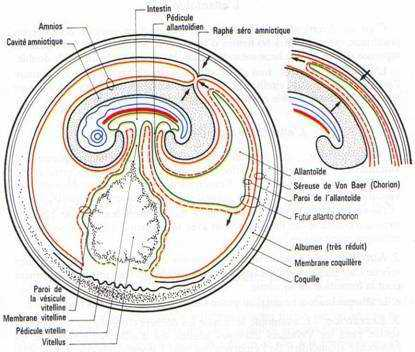 Intestin
Pédicule
allantoïdien
Amnios
Raphé séro amniotique
Cavité amniotique
Allantoïde
Séreuse de Von Baer (Chorion)
Paroi de l'allantoïde
Futur allanto chorion
Albumen (très réduit)
Membrane coquillère
Coquille
Paroi de
la vésicule
vitelline
Membrane vitelline
Pédicule vitellin
Vitellus